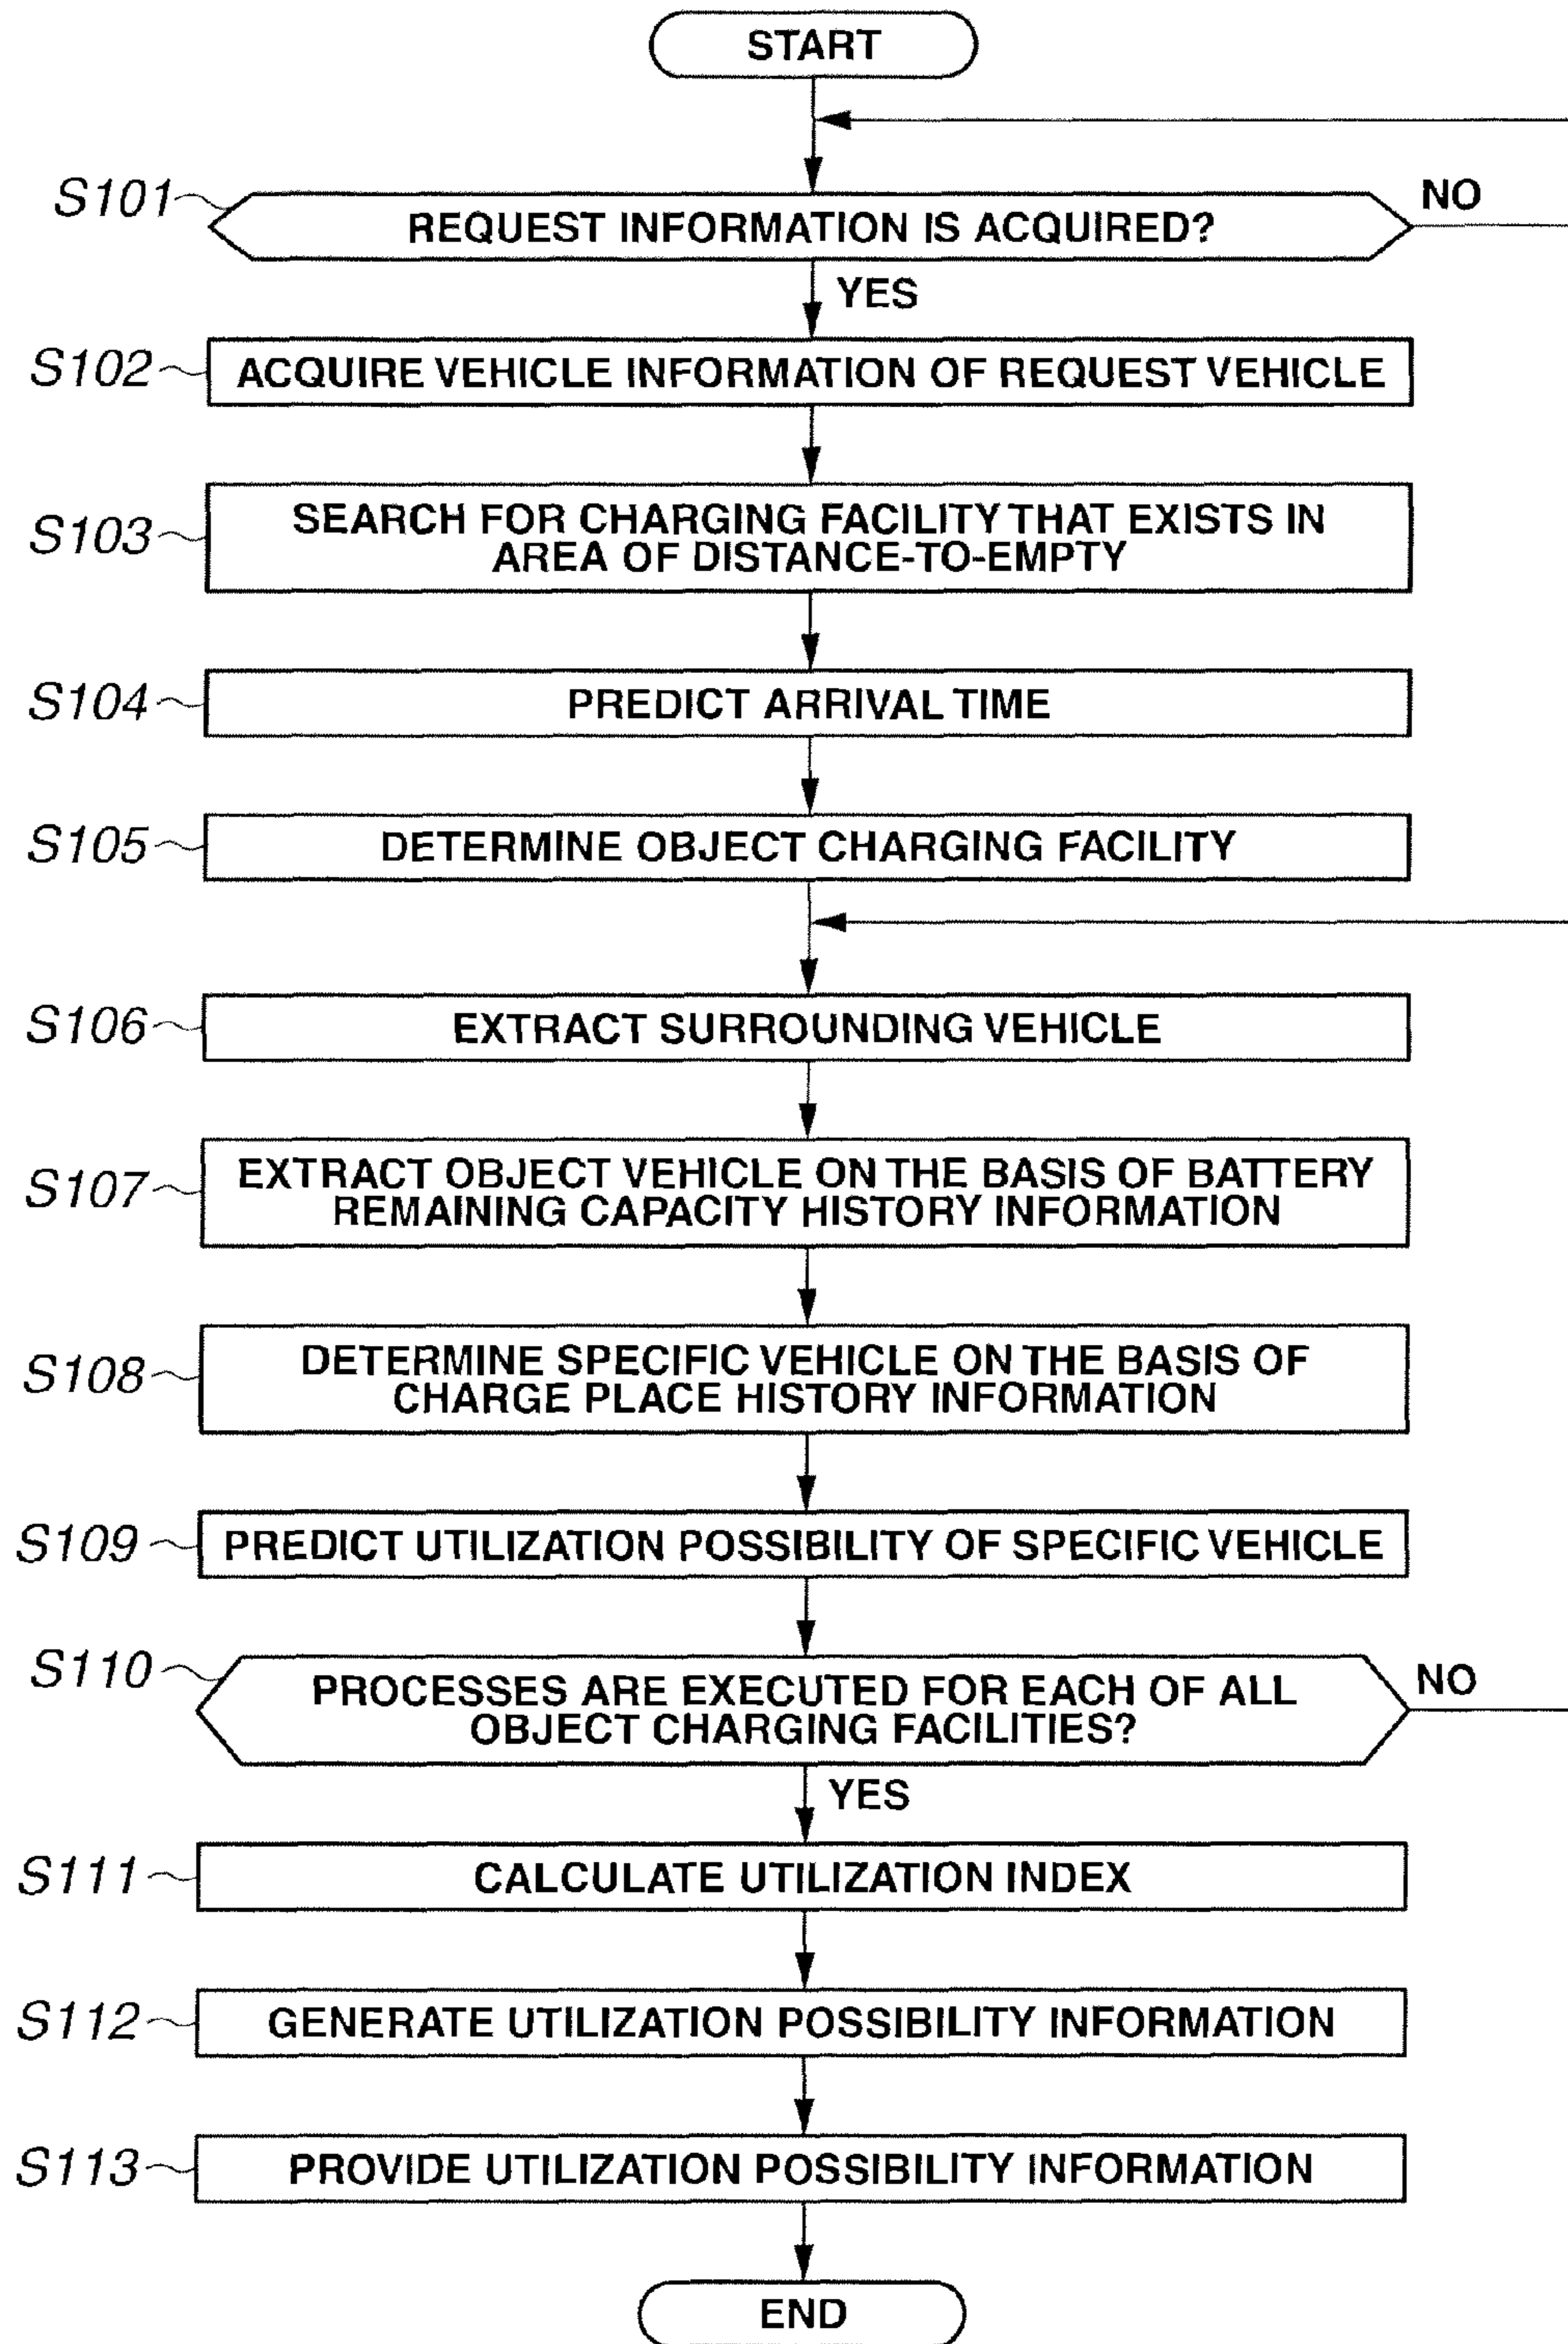 START
S101
REQUEST INFORMATION IS ACQUIRED?
NO
YES
S102
ACQUIRE VEHICLE INFORMATION OF REQUEST VEHICLE
S103
SEARCH FOR CHARGING FACILITY THAT EXISTS IN
AREA OF DISTANCE-TO-EMPTY
S104
PREDICT ARRIVAL TIME
S105
DETERMINE OBJECT CHARGING FACILITY
S106
EXTRACT SURROUNDING VEHICLE
S107
EXTRACT OBJECT VEHICLE ON THE BASIS OF BATTERY
REMAINING CAPACITY HISTORY INFORMATION
S108
DETERMINE SPECIFIC VEHICLE ON THE BASIS OF
CHARGE PLACE HISTORY INFORMATION
S109
PREDICT UTILIZATION POSSIBILITY OF SPECIFIC VEHICLE
S110
PROCESSES ARE EXECUTED FOR EACH OF ALL
OBJECT CHARGING FACILITIES?
NO
YES
S111
CALCULATE UTILIZATION INDEX
S112
GENERATE UTILIZATION POSSIBILITY INFORMATION
S113
PROVIDE UTILIZATION POSSIBILITY INFORMATION
END